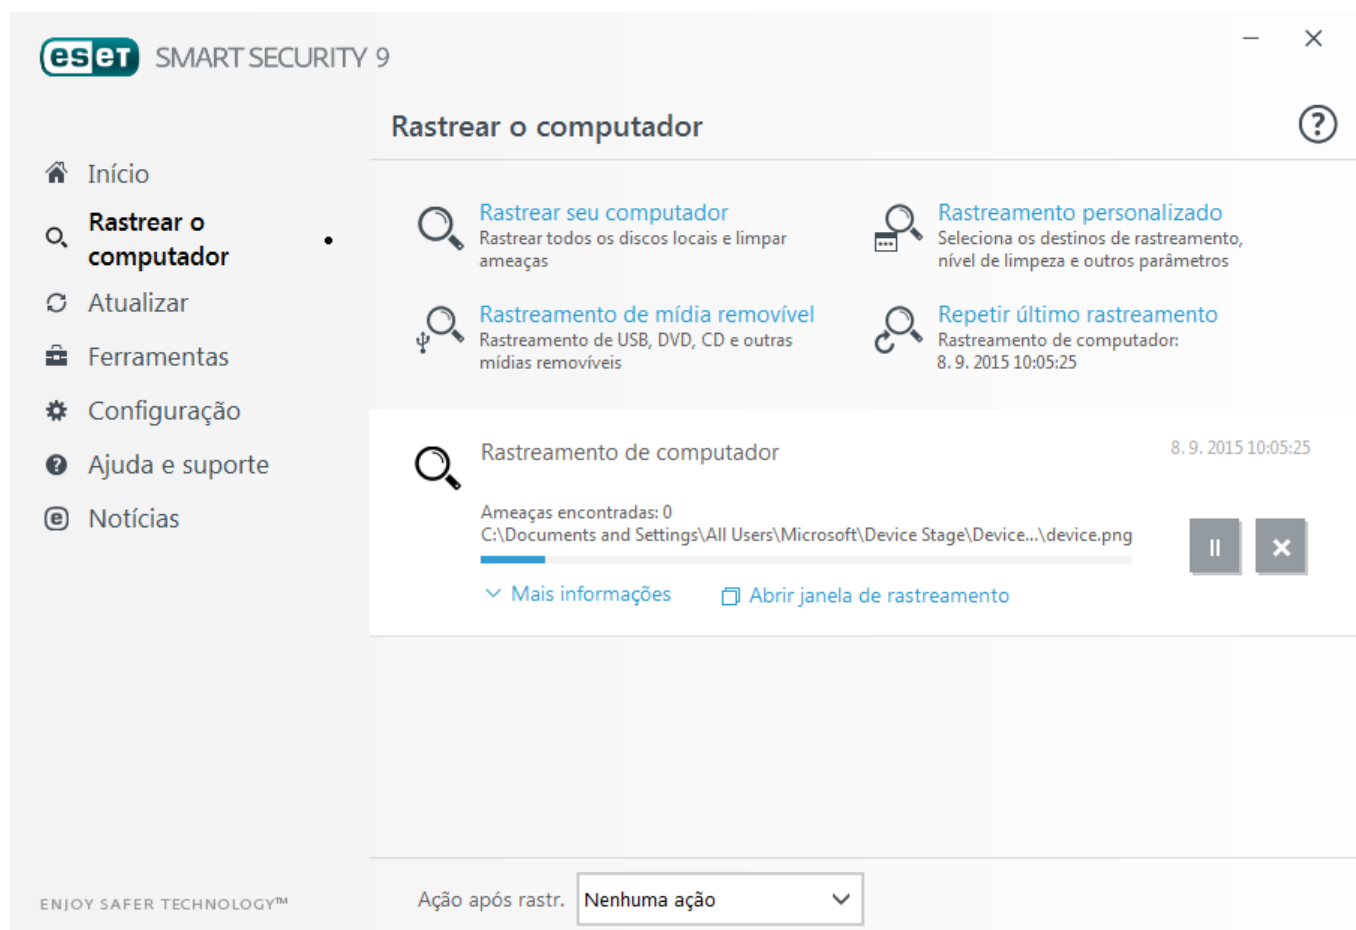 eset SMART SECURITY 9
Rastrear o computador
?
Início
Rastrear o
computador
Atualizar
Ferramentas
Configuração
Ajuda e suporte
Notícias
Rastrear seu computador
Rastrear todos os discos locais e limpar
ameaças
Rastreamento personalizado
Seleciona os destinos de rastreamento,
nível de limpeza e outros parâmetros
Rastreamento de mídia removível
Rastreamento de USB, DVD, CD e outras
mídias removíveis
Repetir último rastreamento
Rastreamento de computador:
8. 9. 2015 10:05:25
Rastreamento de computador
8. 9. 2015 10:05:25
Ameaças encontradas: 0
C:\Documents and Settings\All Users\Microsoft\Device Stage\Device...\device.png
Mais informações
Abrir janela de rastreamento
Ação após rastr.
Nenhuma ação
ENJOY SAFER TECHNOLOGY™